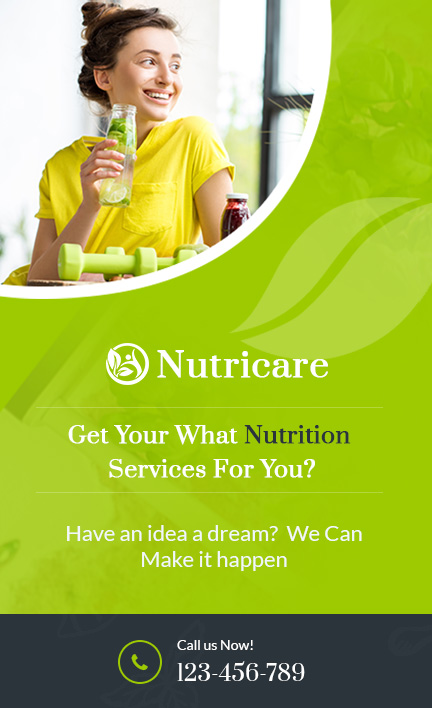 Nutricare
Get Your What Nutrition
Services For You?
Have an idea a dream? We Can
Make it happen
Call us Now!
123-456-789